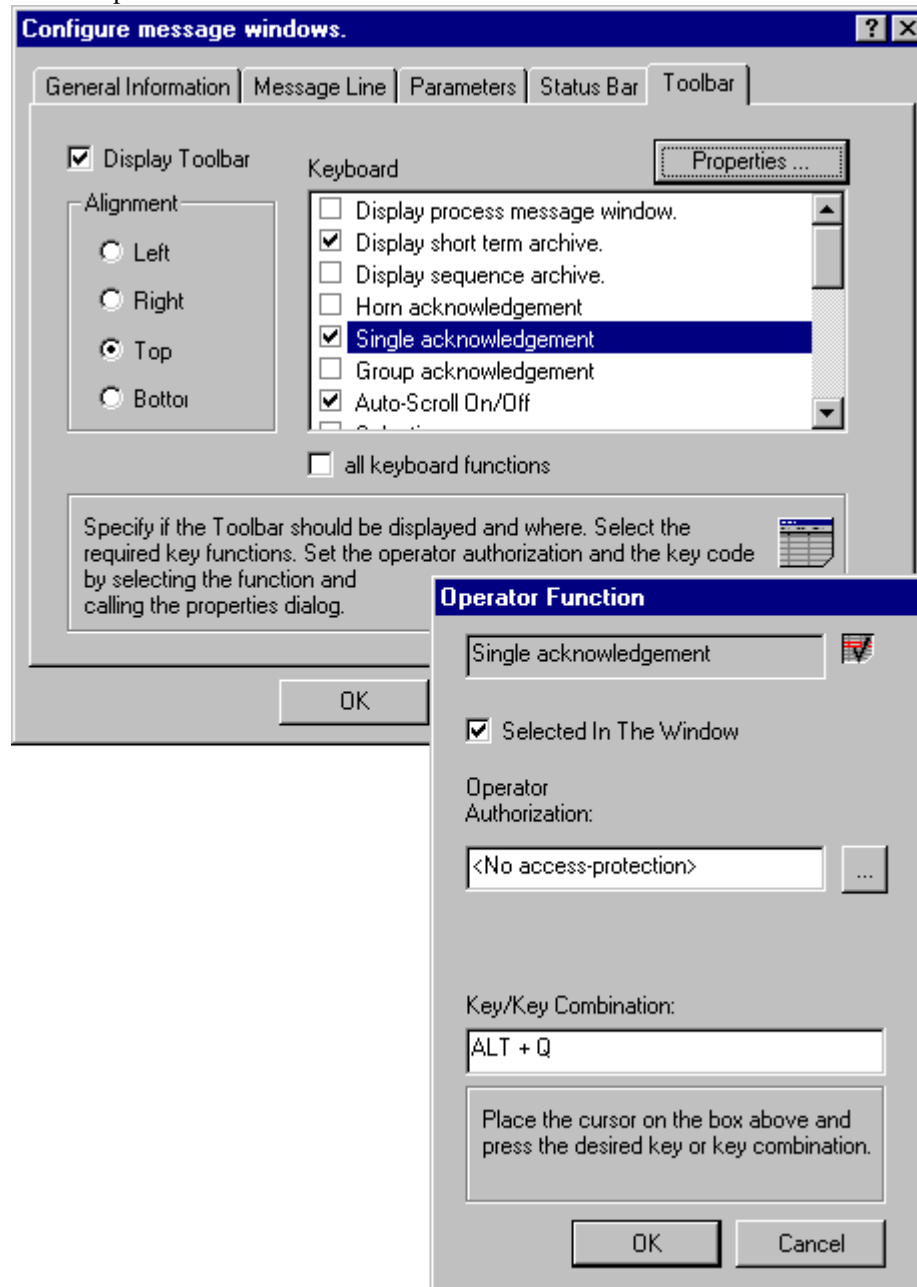 Configure message windows.
General Information Message Line Parameters Status Bar Toolbar
Display Toolbar
Keyboard
Properties ...
Alignment
Left
Right
Top
Bottor
Display process message window.
Display short term archive.
Display sequence archive.
Horn acknowledgement
Single acknowledgement
Group acknowledgement
Auto-Scroll On/Off
all keyboard functions
Specify if the Toolbar should be displayed and where. Select the
required key functions. Set the operator authorization and the key code
by selecting the function and
calling the properties dialog.
OK
Operator Function
Single acknowledgement
Selected In The Window
Operator
Authorization:
<No access-protection>
...
Key/Key Combination:
ALT + Q
Place the cursor on the box above and
press the desired key or key combination.
OK Cancel